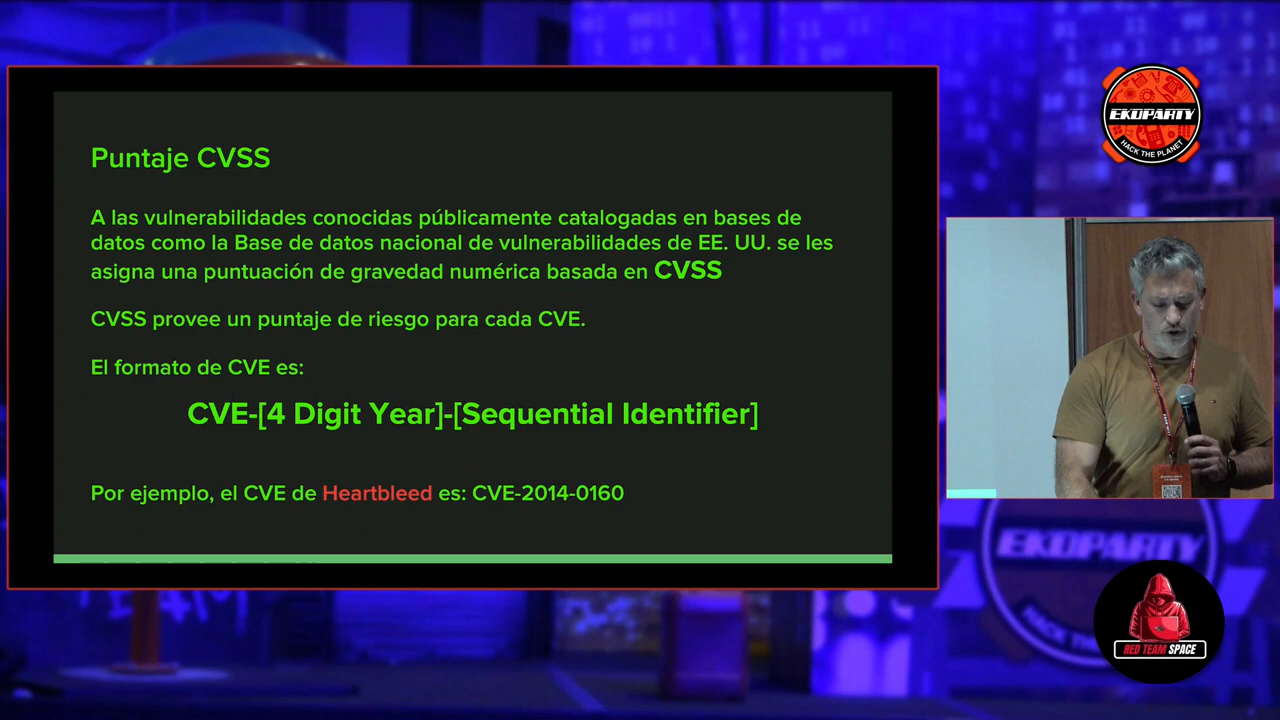 Puntaje CVSS
A las vulnerabilidades conocidas públicamente catalogadas en bases de
datos como la Base de datos nacional de vulnerabilidades de EE. UU. se les
asigna una puntuación de gravedad numérica basada en CVSS
CVSS provee un puntaje de riesgo para cada CVE.
El formato de CVE es:
CVE-[4 Digit Year]-[Sequential Identifier]
Por ejemplo, el CVE de Heartbleed es: CVE-2014-0160
EKOPARTY
HACK THE PLANET
EKOPARTY
HACK THE
RED TEAM SPACE